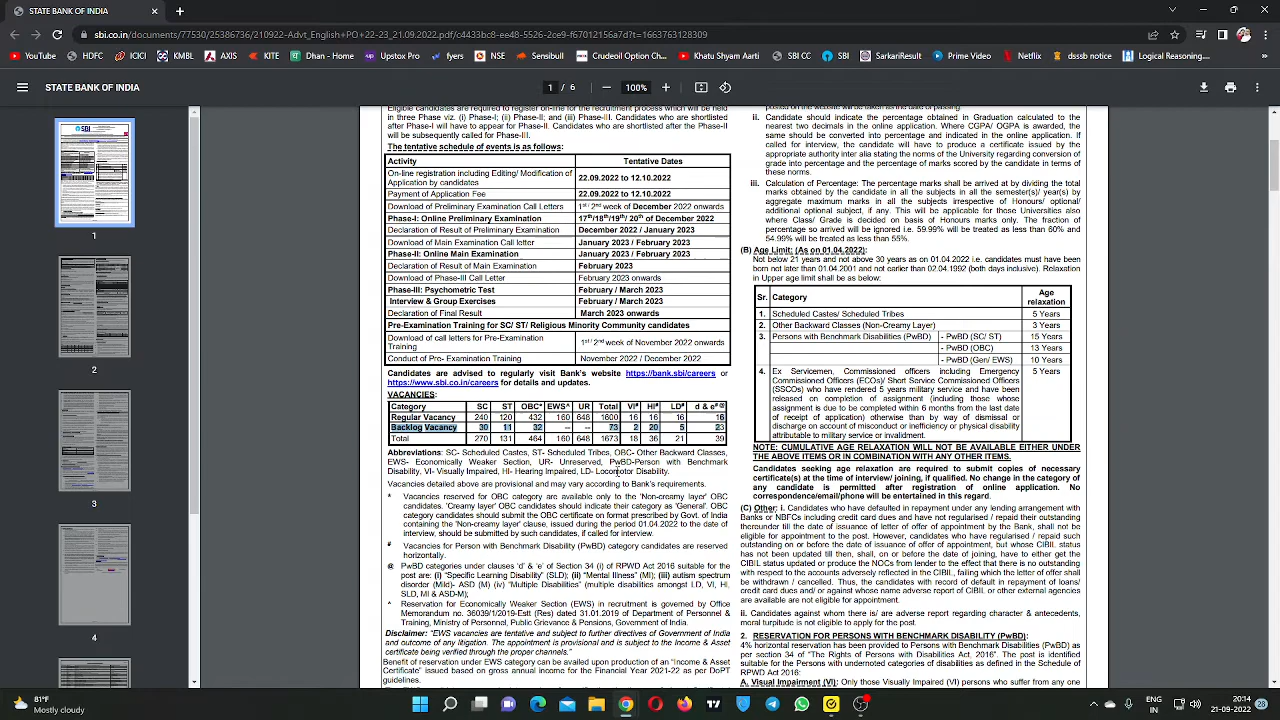 STATE BANK OF INDIA
sbi.co.in/documents/77530/25386736/210922-Advt_English+PO+22-23_21.09.2022.pdf/d44338c8-ee48-5526-2ce9-f67012156a7d?t=1663763128309
YouTube HDFC ICICI KMBL AXIS KITE Dhan - Home Upstox Pro fyers NSE Sensibull Crudeoil Option Ch... Khatu Shyam Aarti SBI CC SBI SarkariResult Prime Video Netflix dsssb notice Logical Reasoning...
STATE BANK OF INDIA
1 / 6
100%
1
2
3
4
Eligible candidates are required to register on-line for the recruitment process which will be held
in three Phase viz. (i) Phase-I; (ii) Phase-II; and (iii) Phase-III. Candidates who are shortlisted
after Phase-I will have to appear for Phase-II. Candidates who are shortlisted after the Phase-II
will be subsequently called for Phase-III.
The tentative schedule of events is as follows:
Activity Tentative Dates
On-line registration including Editing/ Modification of
Application by candidates 22.09.2022 to 12.10.2022
Payment of Application Fee 22.09.2022 to 12.10.2022
Download of Preliminary Examination Call Letters 1st / 2nd week of December 2022 onwards
Phase-I: Online Preliminary Examination 17th/18th/19th/ 20th of December 2022
Declaration of Result of Preliminary Examination December 2022 / January 2023
Download of Main Examination Call letter January 2023 / February 2023
Phase-II: Online Main Examination January 2023 / February 2023
Declaration of Result of Main Examination February 2023
Download of Phase-III Call Letter February 2023 onwards
Phase-III: Psychometric Test February / March 2023
Interview & Group Exercises February / March 2023
Declaration of Final Result March 2023 onwards
Pre-Examination Training for SC/ ST/ Religious Minority Community candidates
Download of call letters for Pre-Examination
Training 1st / 2nd week of November 2022 onwards
Conduct of Pre- Examination Training November 2022 / December 2022
Candidates are advised to regularly visit Bank's website https://bank.sbi/careers or
https://www.sbi.co.in/careers for details and updates.
VACANCIES:
Category SC ST OBC* EWS^ UR Total VI# HI# LD# d & e#@
Regular Vacancy 240 120 432 160 648 1600 16 16 16 16
Backlog Vacancy 30 11 32 -- -- 73 2 20 5 23
Total 270 131 464 160 648 1673 18 36 21 39
Abbreviations: SC- Scheduled Castes, ST- Scheduled Tribes, OBC- Other Backward Classes,
EWS- Economically Weaker Section, UR- Unreserved, PwBD-Person with Benchmark
Disability, VI- Visually Impaired, HI- Hearing Impaired, LD- Locomotor Disability.
Vacancies detailed above are provisional and may vary according to Bank's requirements.
* Vacancies reserved for OBC category are available only to the 'Non-creamy layer' OBC
candidates. 'Creamy layer' OBC candidates should indicate their category as 'General'. OBC
category candidates should submit the OBC certificate on format prescribed by Govt. of India
containing the 'Non-creamy layer' clause, issued during the period 01.04.2022 to the date of
interview, should be submitted by such candidates, if called for interview.
# Vacancies for Person with Benchmark Disability (PwBD) category candidates are reserved
horizontally.
@ PwBD categories under clauses 'd' & 'e' of Section 34 (i) of RPWD Act 2016 suitable for the
post are: (i) "Specific Learning Disability" (SLD); (ii) "Mental Illness" (MI); (iii) autism spectrum
disorder (Mild)- ASD (M) (iv) "Multiple Disabilities" (multiple disabilities amongst LD, VI, HI,
SLD, MI & ASD-M);
^ Reservation for Economically Weaker Section (EWS) in recruitment is governed by Office
Memorandum no. 36039/1/2019-Estt (Res) dated 31.01.2019 of Department of Personnel &
Training, Ministry of Personnel, Public Grievance & Pensions, Government of India.
Disclaimer: "EWS vacancies are tentative and subject to further directives of Government of India
and outcome of any litigation. The appointment is provisional and is subject to the Income & Asset
certificate being verified through the proper channels."
Benefit of reservation under EWS category can be availed upon production of an "Income & Asset
Certificate" issued based on gross annual income for the Financial Year 2021-22 as per DoPT
guidelines.
posted on the website will be taken as the date of passing.
ii. Candidate should indicate the percentage obtained in Graduation calculated to the
nearest two decimals in the online application. Where CGPA/ OGPA is awarded, the
same should be converted into percentage and indicated in the online application. If
called for interview, the candidate will have to produce a certificate issued by the
appropriate authority inter alia stating the norms of the University regarding conversion of
grade into percentage and the percentage of marks scored by the candidate in terms of
these norms.
iii. Calculation of Percentage: The percentage marks shall be arrived at by dividing the total
marks obtained by the candidate in all the subjects in all the semester(s)/ year(s) by
aggregate maximum marks in all the subjects irrespective of Honours/ optional/
additional optional subject, if any. This will be applicable for those Universities also
where Class/ Grade is decided on basis of Honours marks only. The fraction of
percentage so arrived will be ignored i.e. 59.99% will be treated as less than 60% and
54.99% will be treated as less than 55%.
(B) Age Limit: (As on 01.04.2022):
Not below 21 years and not above 30 years as on 01.04.2022 i.e. candidates must have been
born not later than 01.04.2001 and not earlier than 02.04.1992 (both days inclusive). Relaxation
in Upper age limit shall be as below:
Sr. Category Age relaxation
1. Scheduled Castes/ Scheduled Tribes 5 Years
2. Other Backward Classes (Non-Creamy Layer) 3 Years
3. Persons with Benchmark Disabilities (PwBD) - PwBD (SC/ ST) 15 Years
- PwBD (OBC) 13 Years
- PwBD (Gen/ EWS) 10 Years
4. Ex Servicemen, Commissioned officers including Emergency 5 Years
Commissioned Officers (ECOs)/ Short Service Commissioned Officers
(SSCOs) who have rendered 5 years military service and have been
released on completion of assignment (including those whose
assignment is due to be completed within 6 months from the last date
of receipt of application) otherwise than by way of dismissal or
discharge on account of misconduct or inefficiency or physical disability
attributable to military service or invalidment.
NOTE: CUMULATIVE AGE RELAXATION WILL NOT BE AVAILABLE EITHER UNDER
THE ABOVE ITEMS OR IN COMBINATION WITH ANY OTHER ITEMS.
Candidates seeking age relaxation are required to submit copies of necessary
certificate(s) at the time of interview/ joining, if qualified. No change in the category of
any candidate is permitted after registration of online application. No
correspondence/email/phone will be entertained in this regard.
(C) Other: i. Candidates who have defaulted in repayment under any lending arrangement with
Banks or NBFCs including credit card dues and have not regularised / repaid their outstanding
thereunder till the date of issuance of letter of offer of appointment by the Bank, shall not be
eligible for appointment to the post. However, candidates who have regularised / repaid such
outstanding on or before the date of issuance of offer of appointment, but whose CIBIL status
has not been updated till then, shall, on or before the date of joining, have to either get the
CIBIL status updated or produce the NOCs from lender to the effect that there is no outstanding
with respect to the accounts adversely reflected in the CIBIL, failing which the letter of offer shall
be withdrawn / cancelled. Thus, the candidates with record of default in repayment of loans/
credit card dues and/ or against whose name adverse report of CIBIL or other external agencies
are available are not eligible for appointment.
ii. Candidates against whom there is/ are adverse report regarding character & antecedents,
moral turpitude is not eligible to apply for the post.
2. RESERVATION FOR PERSONS WITH BENCHMARK DISABILITY (PwBD):
4% horizontal reservation has been provided to Persons with Benchmark Disabilities (PwBD) as
per section 34 of "The Rights of Persons with Disabilities Act, 2016". The post is identified
suitable for the Persons with undernoted categories of disabilities as defined in the Schedule of
RPWD Act 2016:
A. Visual Impairment (VI): Only those Visually Impaired (VI) persons who suffer from any one
81°F
Mostly cloudy
ENG
IN
20:14
21-09-2022